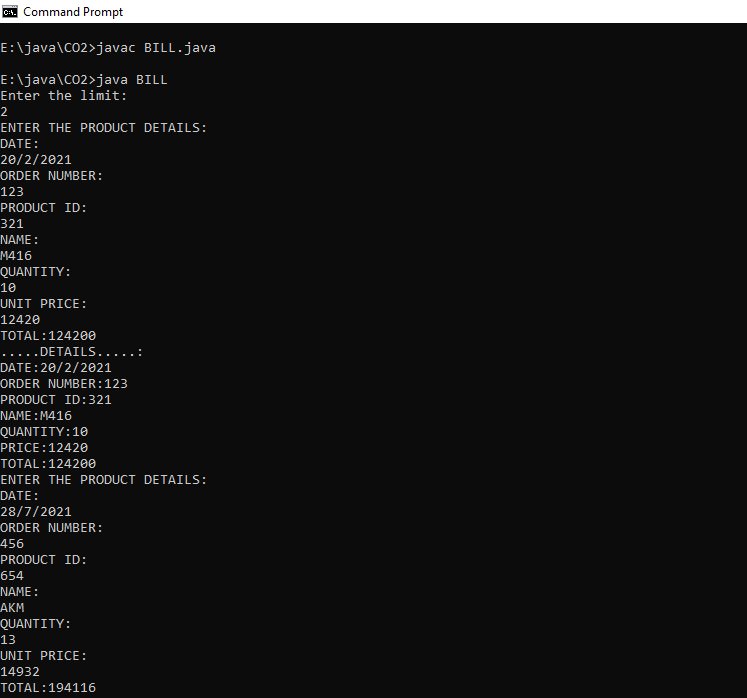 Command Prompt
E:\java\CO2>javac BILL.java
E:\java\CO2>java BILL
Enter the limit:
2
ENTER THE PRODUCT DETAILS:
DATE:
20/2/2021
ORDER NUMBER:
123
PRODUCT ID:
321
NAME:
M416
QUANTITY:
10
UNIT PRICE:
12420
TOTAL:124200
.....DETAILS.....:
DATE:20/2/2021
ORDER NUMBER:123
PRODUCT ID:321
NAME:M416
QUANTITY:10
PRICE:12420
TOTAL:124200
ENTER THE PRODUCT DETAILS:
DATE:
28/7/2021
ORDER NUMBER:
456
PRODUCT ID:
654
NAME:
AKM
QUANTITY:
13
UNIT PRICE:
14932
TOTAL:194116